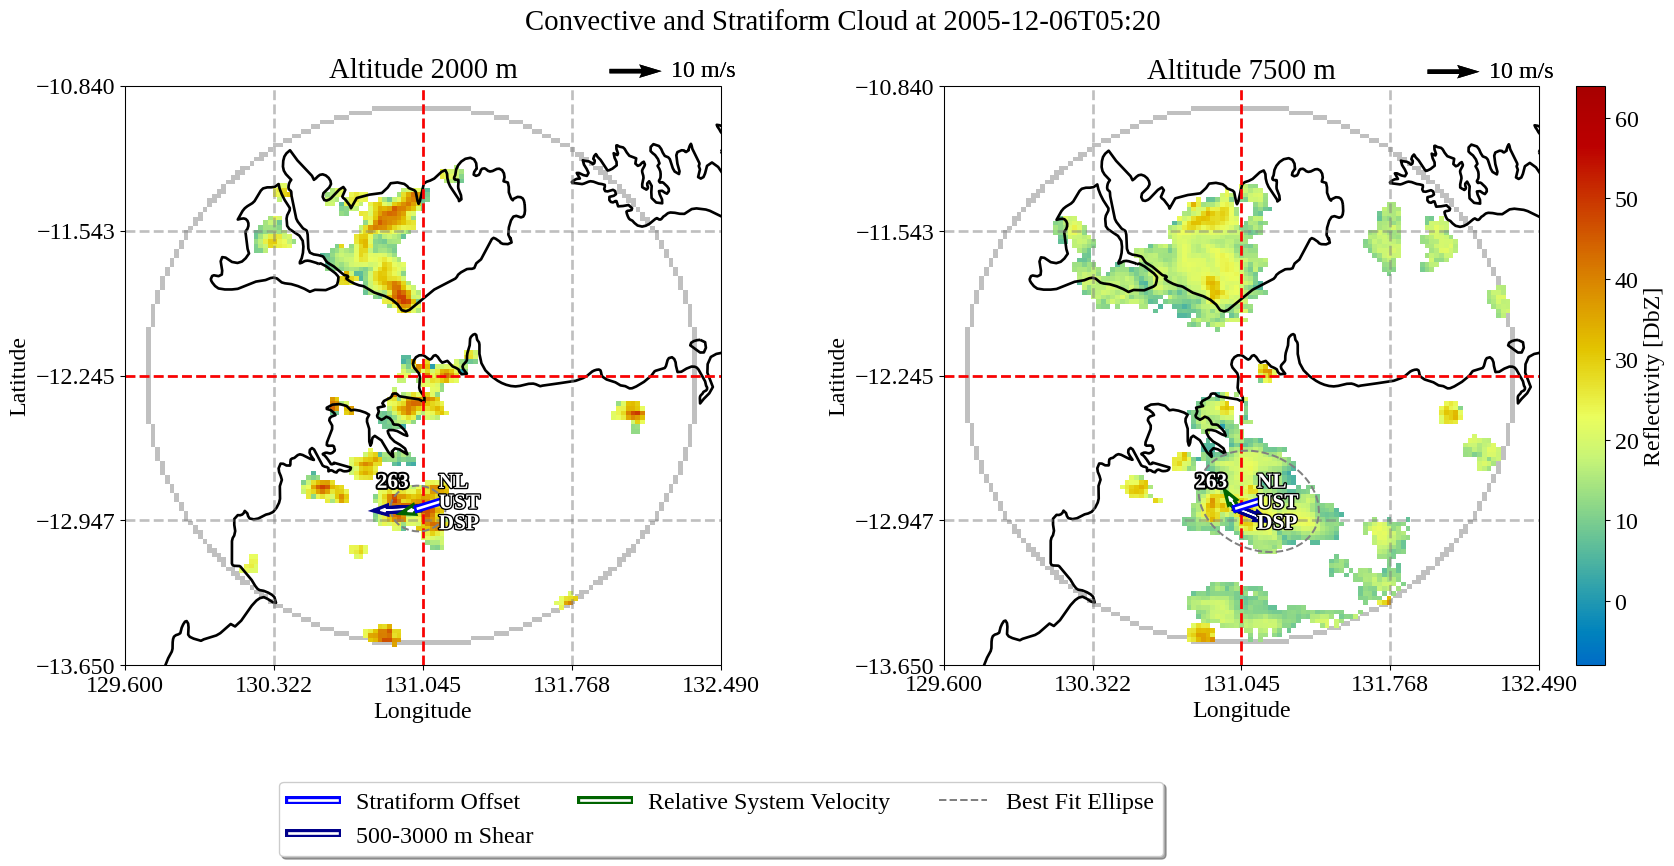 Convective and Stratiform Cloud at 2005-12-06T05:20
Altitude 2000 m
10 m/s
−10.840
−11.543
−12.245
−12.947
−13.650
129.600
130.322
131.045
131.768
132.490
Latitude
Longitude
263
NL
UST
DSP
Altitude 7500 m
10 m/s
−10.840
−11.543
−12.245
−12.947
−13.650
129.600
130.322
131.045
131.768
132.490
Latitude
Longitude
263
NL
UST
DSP
60
50
40
30
20
10
0
Reflectivity [DbZ]
Stratiform Offset
500-3000 m Shear
Relative System Velocity
Best Fit Ellipse